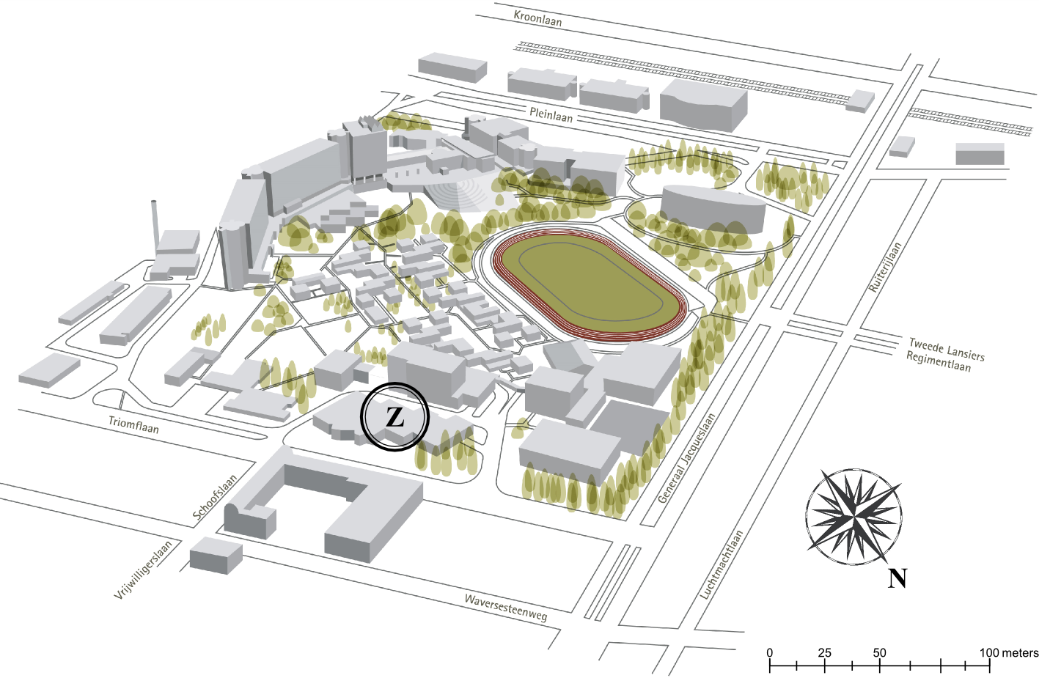 Kroonlaan
Pleinlaan
Ruiterijlaan
Tweede Lansiers
Regimentlaan
Z
Triomflaan
Generaal Jacqueslaan
Schoofslaan
Vrijwilligerslaan
Luchtmachtlaan
N
Waversesteenweg
0 25 50 100 meters